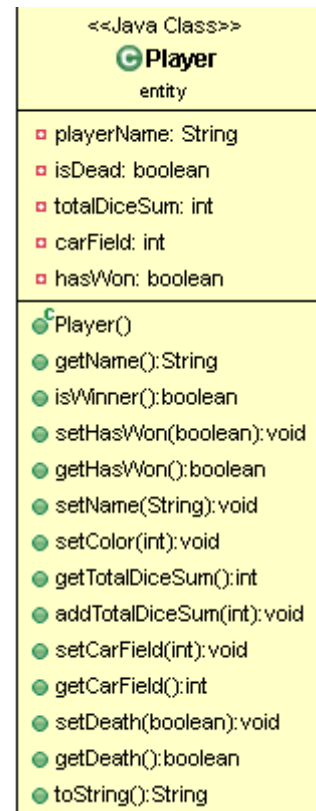 <<Java Class>>
Player
entity
playerName: String
isDead: boolean
totalDiceSum: int
carField: int
hasWon: boolean
Player()
getName():String
isWinner():boolean
setHasWon(boolean):void
getHasWon():boolean
setName(String):void
setColor(int):void
getTotalDiceSum():int
addTotalDiceSum(int):void
setCarField(int):void
getCarField():int
setDeath(boolean):void
getDeath():boolean
toString():String